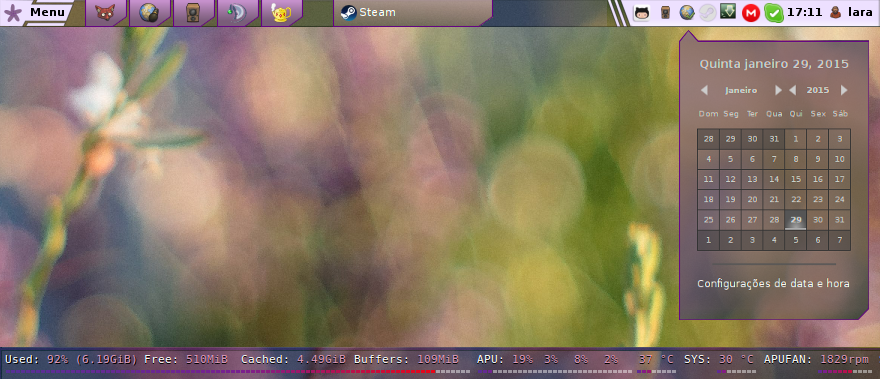 Menu Steam M 17:11 lara
Quinta janeiro 29, 2015
Janeiro 2015
Dom Seg Ter Qua Qui Sex Sáb
28 29 30 31 1 2 3
4 5 6 7 8 9 10
11 12 13 14 15 16 17
18 19 20 21 22 23 24
25 26 27 28 29 30 31
1 2 3 4 5 6 7
Configurações de data e hora
Used: 92% (6.19GiB) Free: 510MiB Cached: 4.49GiB Buffers: 109MiB APU: 19% 3% 8% 2% 37 °C SYS: 30 °C APUFAN: 1829rpm